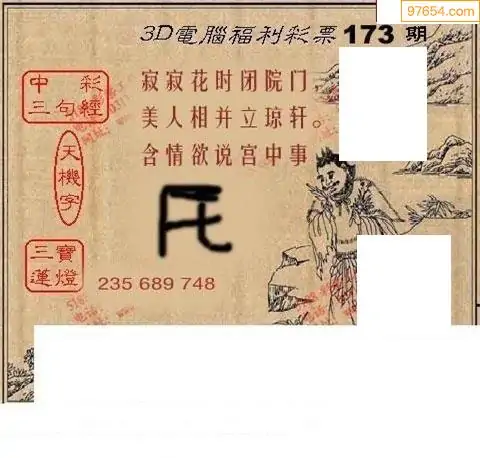 97654.com
3D電腦福利彩票173期
中彩
三句經
寂寂花时闭院门
美人相并立琼轩。
含情欲说宫中事
天機字
三寶
蓮燈
235 689 748